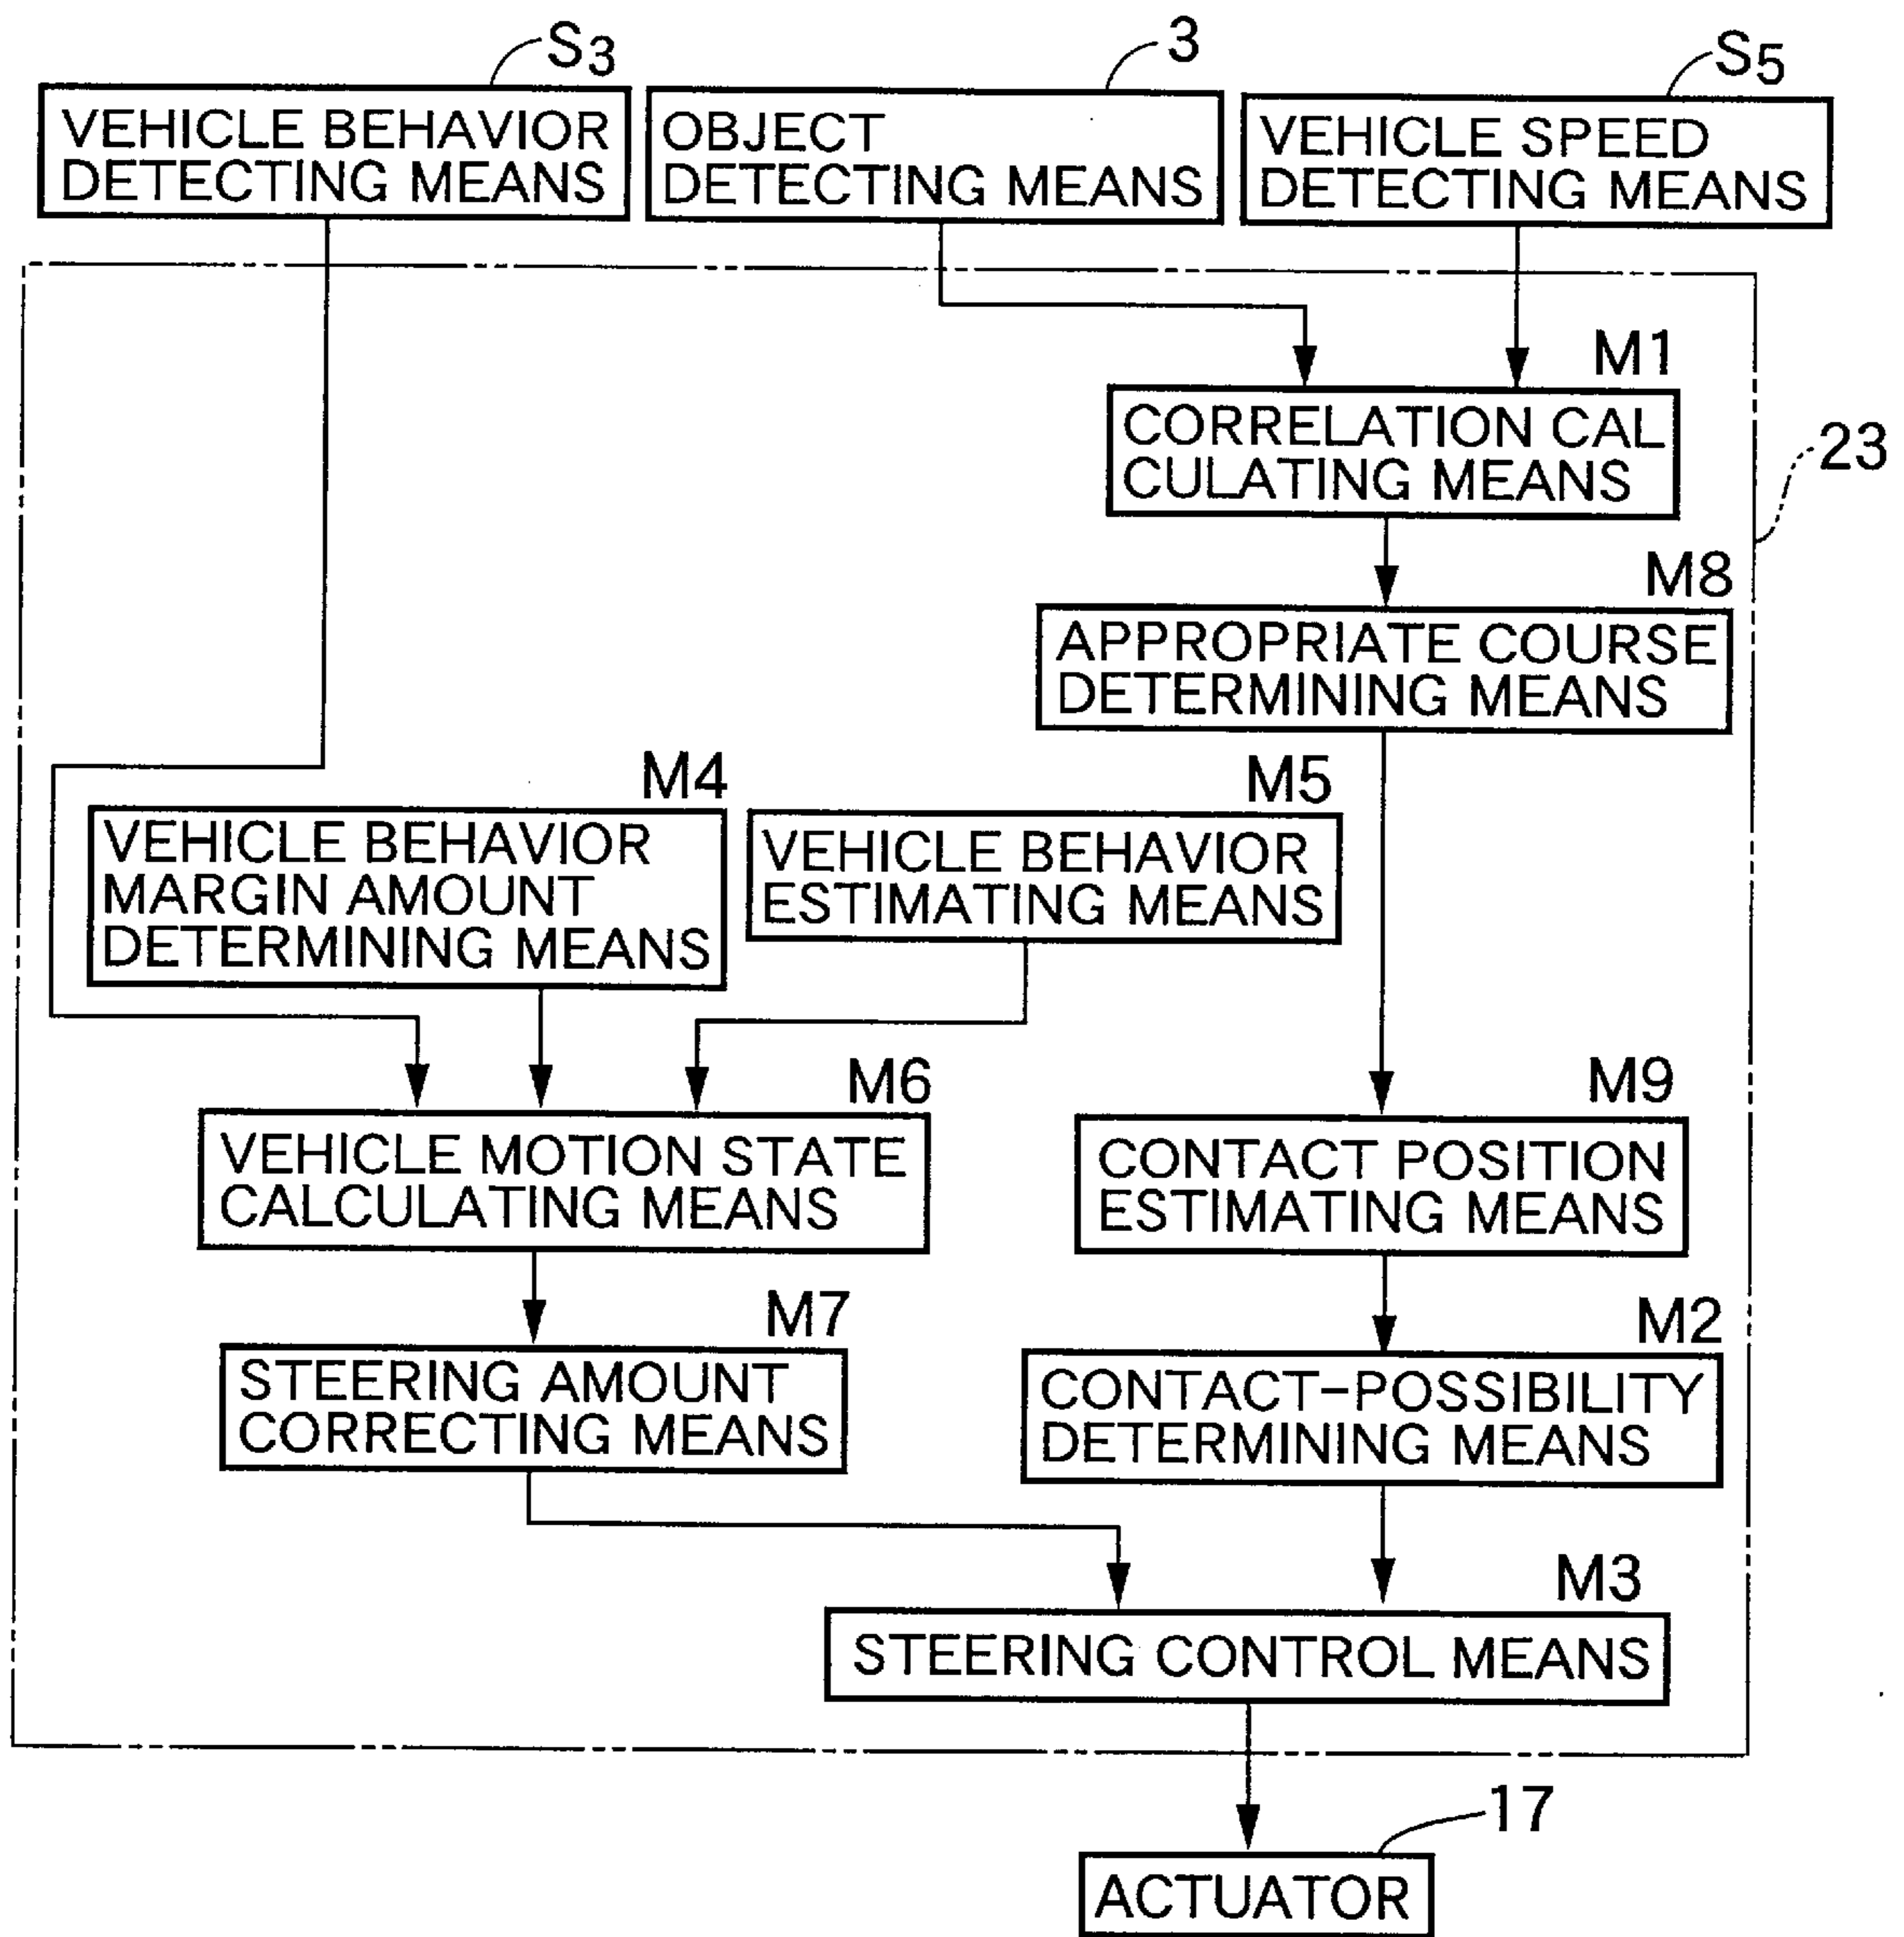 S3
3
S5
VEHICLE BEHAVIOR
DETECTING MEANS
OBJECT
DETECTING MEANS
VEHICLE SPEED
DETECTING MEANS
M1
CORRELATION CAL
CULATING MEANS
23
M8
APPROPRIATE COURSE
DETERMINING MEANS
M4
VEHICLE BEHAVIOR
MARGIN AMOUNT
DETERMINING MEANS
M5
VEHICLE BEHAVIOR
ESTIMATING MEANS
M6
VEHICLE MOTION STATE
CALCULATING MEANS
M9
CONTACT POSITION
ESTIMATING MEANS
M7
STEERING AMOUNT
CORRECTING MEANS
M2
CONTACT-POSSIBILITY
DETERMINING MEANS
M3
STEERING CONTROL MEANS
17
ACTUATOR